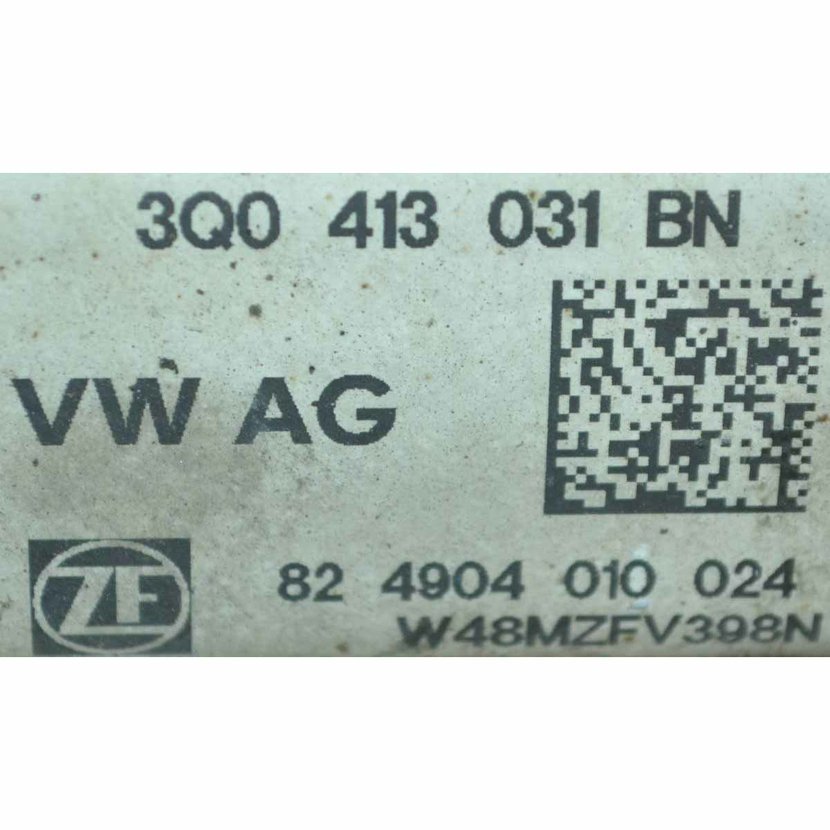 3Q0 413 031 BN
VW AG
ZF
82 4904 010 024
W48MZFV398N